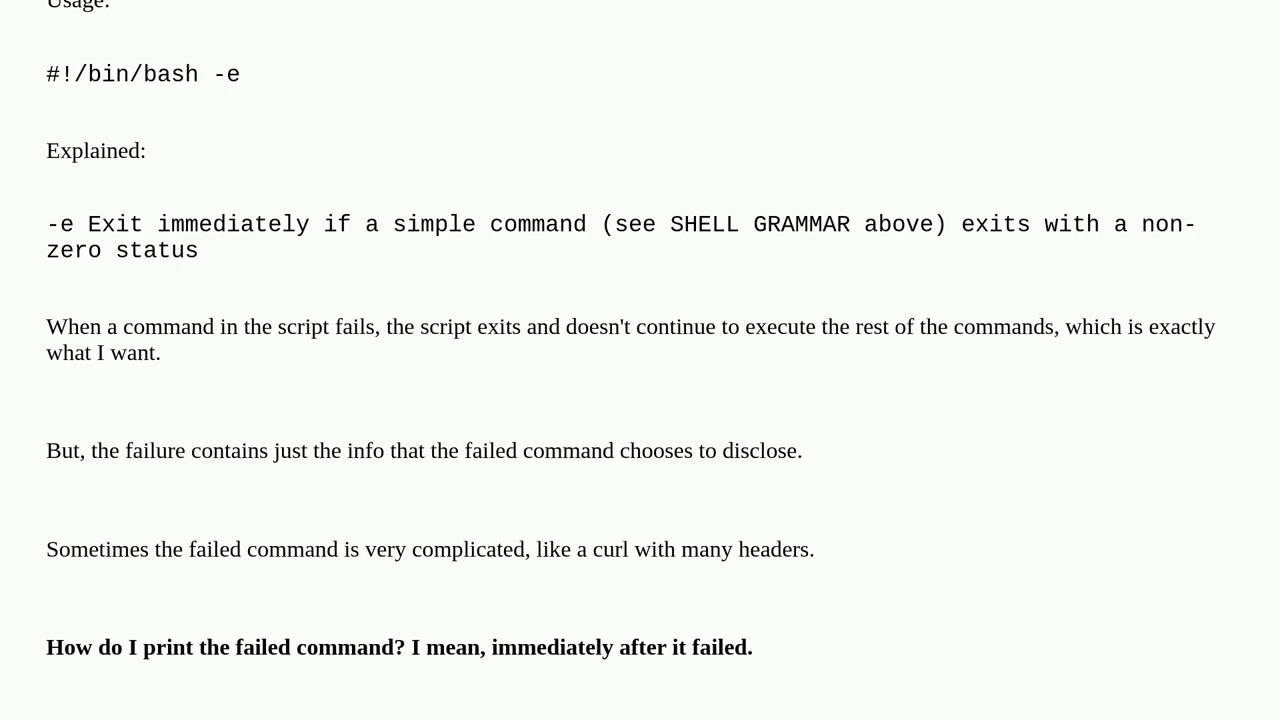 Usage:
#!/bin/bash -e
Explained:
-e Exit immediately if a simple command (see SHELL GRAMMAR above) exits with a non-
zero status
When a command in the script fails, the script exits and doesn't continue to execute the rest of the commands, which is exactly
what I want.
But, the failure contains just the info that the failed command chooses to disclose.
Sometimes the failed command is very complicated, like a curl with many headers.
How do I print the failed command? I mean, immediately after it failed.